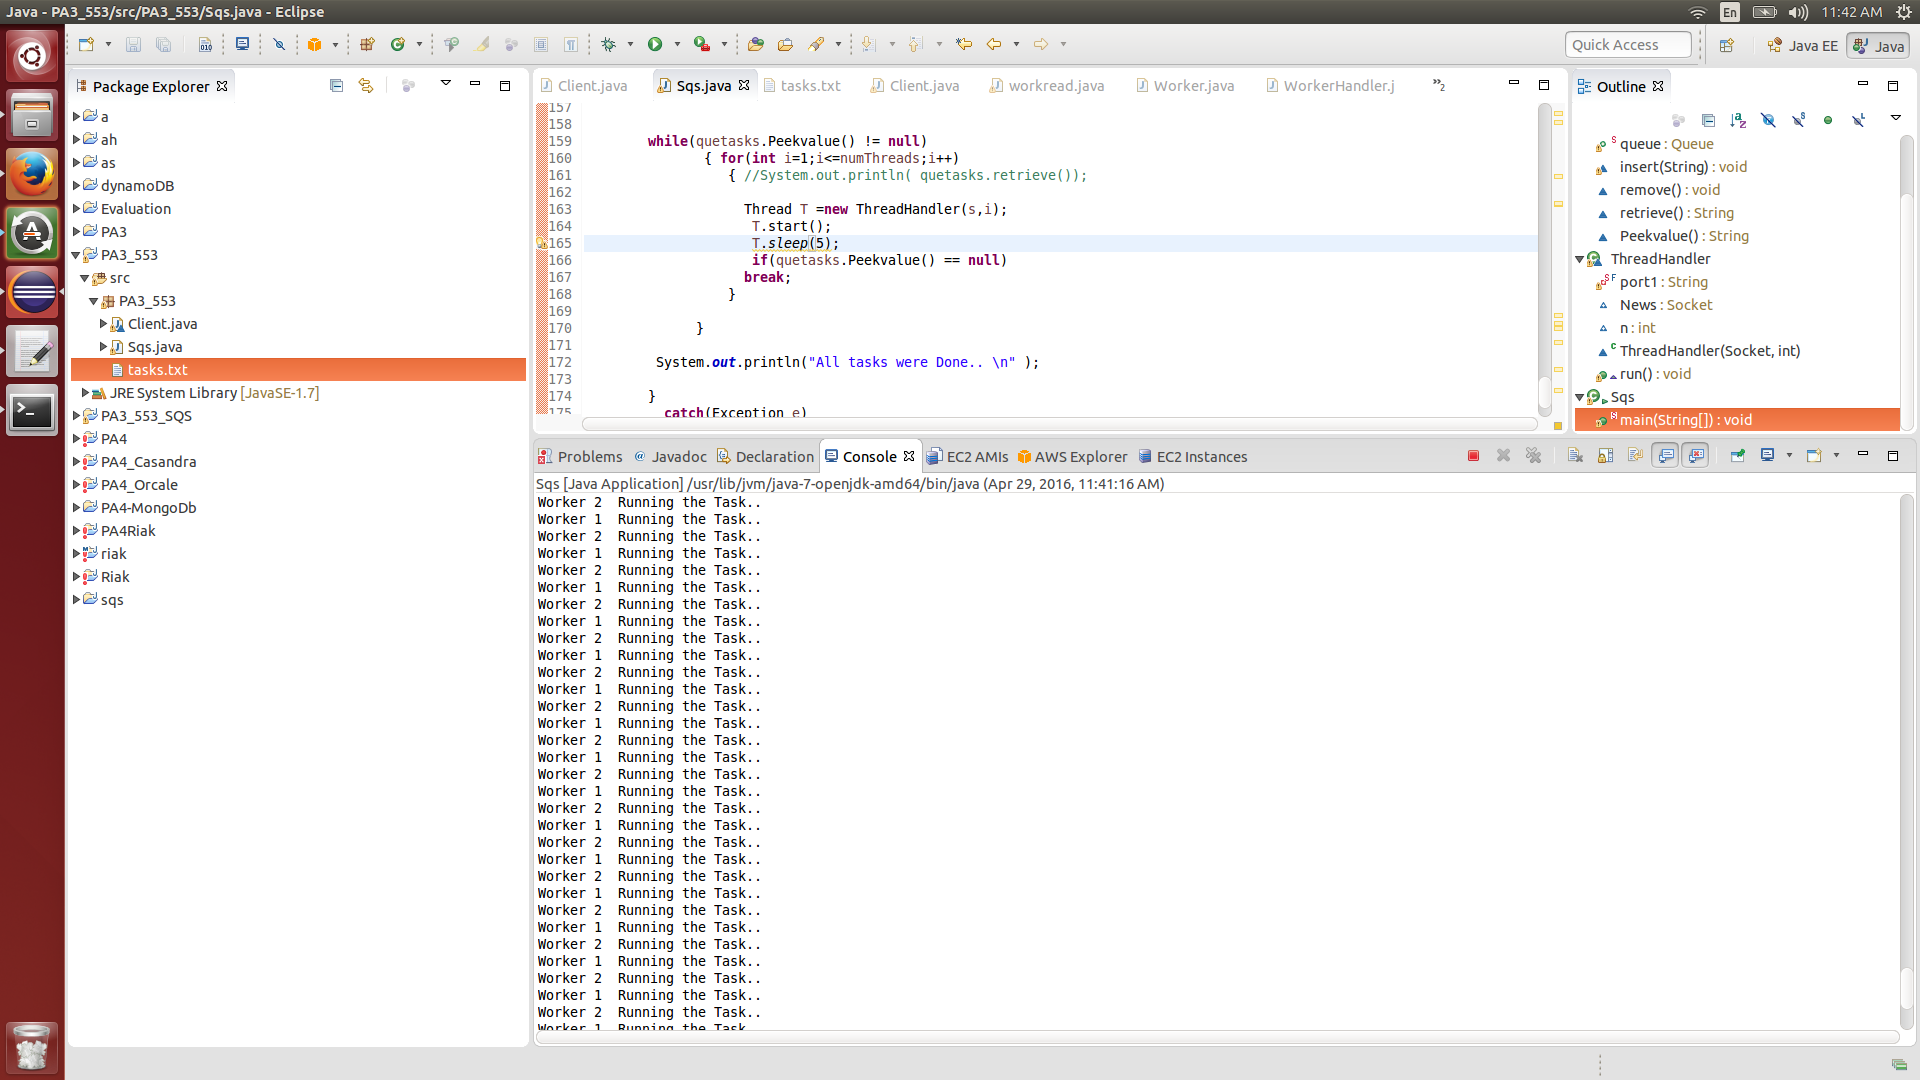 Java - PA3_553/src/PA3_553/Sqs.java - Eclipse
En
11:42 AM
Quick Access
Java EE
Java
Package Explorer
a
ah
as
dynamoDB
Evaluation
PA3
PA3_553
src
PA3_553
Client.java
Sqs.java
tasks.txt
JRE System Library [JavaSE-1.7]
PA3_553_SQS
PA4
PA4_Casandra
PA4_Orcale
PA4-MongoDb
PA4Riak
riak
Riak
sqs
Client.java
Sqs.java
tasks.txt
Client.java
workread.java
Worker.java
WorkerHandler.j
»2
157
158
159 while(quetasks.Peekvalue() != null)
160 { for(int i=1;i<=numThreads;i++)
161 { //System.out.println( quetasks.retrieve());
162
163 Thread T =new ThreadHandler(s,i);
164 T.start();
165 T.sleep(5);
166 if(quetasks.Peekvalue() == null)
167 break;
168 }
169
170 }
171
172 System.out.println("All tasks were Done.. \n" );
173
174 }
175 catch(Exception e)
Outline
queue : Queue
insert(String) : void
remove() : void
retrieve() : String
Peekvalue() : String
ThreadHandler
port1 : String
News : Socket
n : int
ThreadHandler(Socket, int)
run() : void
Sqs
main(String[]) : void
Problems
@ Javadoc
Declaration
Console
EC2 AMIs
AWS Explorer
EC2 Instances
Sqs [Java Application] /usr/lib/jvm/java-7-openjdk-amd64/bin/java (Apr 29, 2016, 11:41:16 AM)
Worker 2  Running the Task..
Worker 1  Running the Task..
Worker 2  Running the Task..
Worker 1  Running the Task..
Worker 2  Running the Task..
Worker 1  Running the Task..
Worker 2  Running the Task..
Worker 1  Running the Task..
Worker 2  Running the Task..
Worker 1  Running the Task..
Worker 2  Running the Task..
Worker 1  Running the Task..
Worker 2  Running the Task..
Worker 1  Running the Task..
Worker 2  Running the Task..
Worker 1  Running the Task..
Worker 2  Running the Task..
Worker 1  Running the Task..
Worker 2  Running the Task..
Worker 1  Running the Task..
Worker 2  Running the Task..
Worker 1  Running the Task..
Worker 2  Running the Task..
Worker 1  Running the Task..
Worker 2  Running the Task..
Worker 1  Running the Task..
Worker 2  Running the Task..
Worker 1  Running the Task..
Worker 2  Running the Task..
Worker 1  Running the Task..
Worker 2  Running the Task..
Worker 1  Running the Task